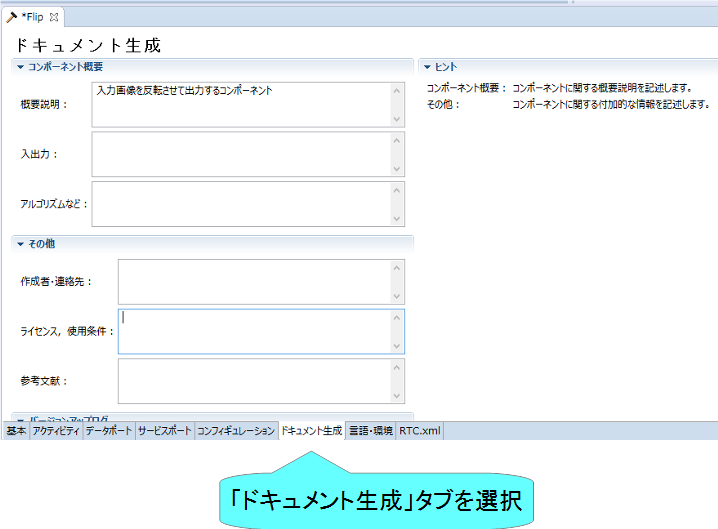 *Flip
ドキュメント生成
コンポーネント概要
概要説明：
入力画像を反転させて出力するコンポーネント
入出力：
アルゴリズムなど：
その他
作成者・連絡先：
ライセンス，使用条件：
参考文献：
バージョンアップログ
ヒント
コンポーネント概要： コンポーネントに関する概要説明を記述します。
その他： コンポーネントに関する付加的な情報を記述します。
基本 アクティビティ データポート サービスポート コンフィギュレーション ドキュメント生成 言語・環境 RTC.xml
「ドキュメント生成」タブを選択